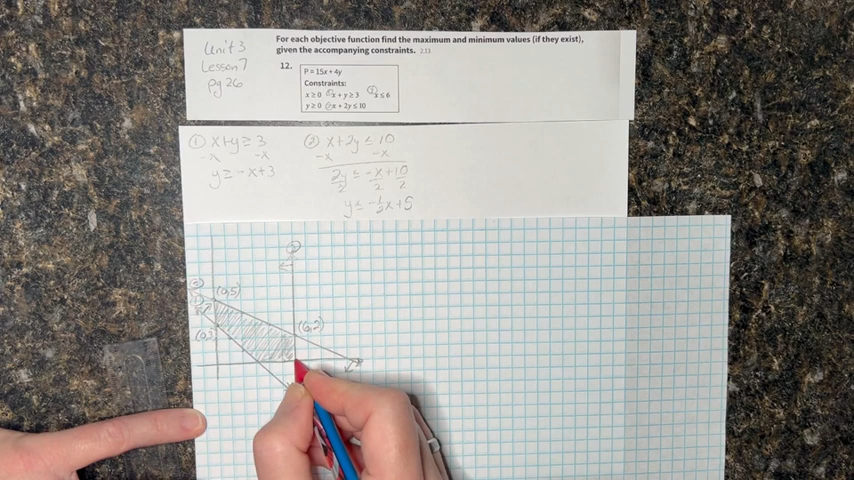 Unit 3
Lesson 7
pg 26
For each objective function find the maximum and minimum values (if they exist),
given the accompanying constraints. 2.11
12.
P = 15x + 4y
Constraints:
x ≥ 0 ① x + y ≥ 3 ③ x ≤ 6
y ≥ 0 ② x + 2y ≤ 10
① x+y ≥ 3
-x -x
y ≥ -x+3
② x+2y ≤ 10
-x -x
2y/2 ≤ -x/2 + 10/2
y ≤ -1/2x+5
(0,5)
(6,2)